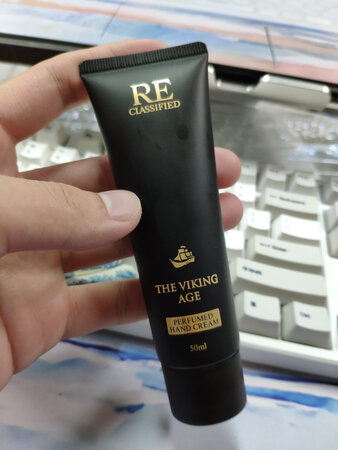 RE
CLASSIFIED
THE VIKING
AGE
PERFUMED
HAND CREAM
50ml